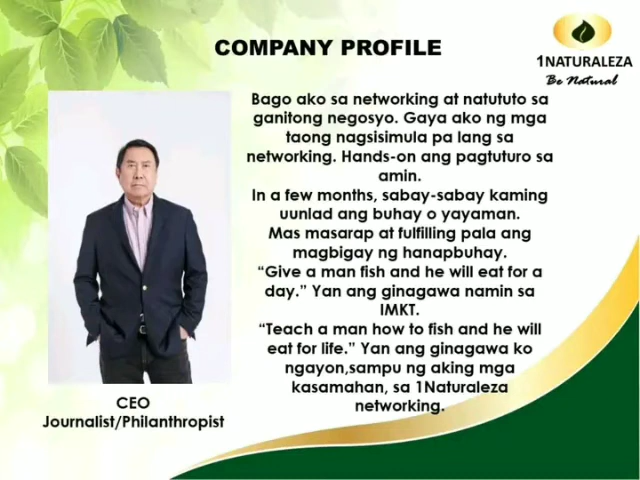 COMPANY PROFILE
1NATURALEZA
Be Natural
Bago ako sa networking at natututo sa
ganitong negosyo. Gaya ako ng mga
taong nagsisimula pa lang sa
networking. Hands-on ang pagtuturo sa
amin.
In a few months, sabay-sabay kaming
uunlad ang buhay o yayaman.
Mas masarap at fulfilling pala ang
magbigay ng hanapbuhay.
“Give a man fish and he will eat for a
day.” Yan ang ginagawa namin sa
IMKT.
“Teach a man how to fish and he will
eat for life.” Yan ang ginagawa ko
ngayon,sampu ng aking mga
kasamahan, sa 1Naturaleza
networking.
CEO
Journalist/Philanthropist